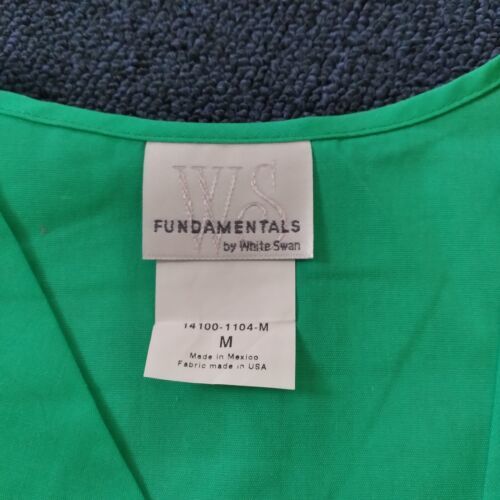 WS
FUNDAMENTALS
by White Swan
14100-1104-M
M
Made in Mexico
Fabric made in USA